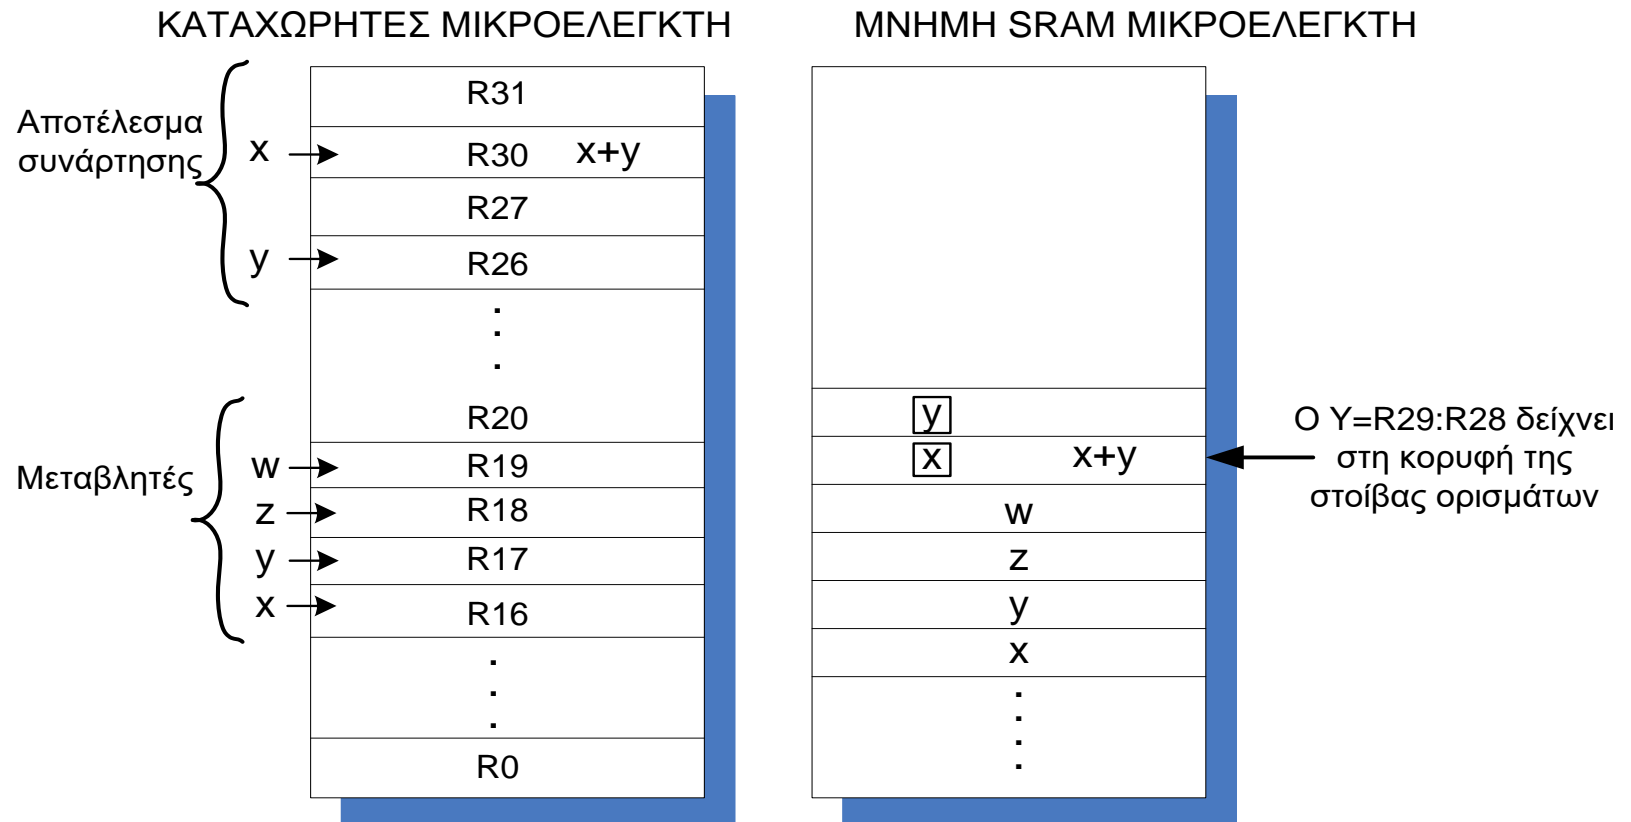 ΚΑΤΑΧΩΡΗΤΕΣ ΜΙΚΡΟΕΛΕΓΚΤΗ
Αποτέλεσμα
συνάρτησης
x
y
R31
R30 x+y
R27
R26
.
.
.
R20
Μεταβλητές
w
R19
z
R18
y
R17
x
R16
.
.
.
R0
ΜΝΗΜΗ SRAM ΜΙΚΡΟΕΛΕΓΚΤΗ
y
x x+y
w
z
y
x
.
.
.
.
Ο Y=R29:R28 δείχνει
στη κορυφή της
στοίβας ορισμάτων